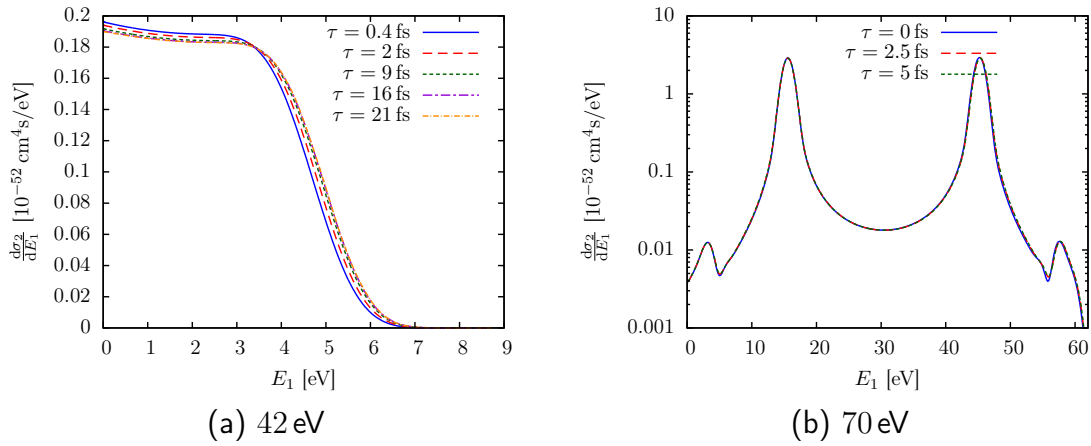 dσ₂/dE₁ [10⁻⁵² cm⁴s/eV]
0.2
0.18
0.16
0.14
0.12
0.1
0.08
0.06
0.04
0.02
0
τ = 0.4 fs
τ = 2 fs
τ = 9 fs
τ = 16 fs
τ = 21 fs
0 1 2 3 4 5 6 7 8 9
E₁ [eV]
(a) 42 eV
dσ₂/dE₁ [10⁻⁵² cm⁴s/eV]
10
1
0.1
0.01
0.001
τ = 0 fs
τ = 2.5 fs
τ = 5 fs
0 10 20 30 40 50 60
E₁ [eV]
(b) 70 eV